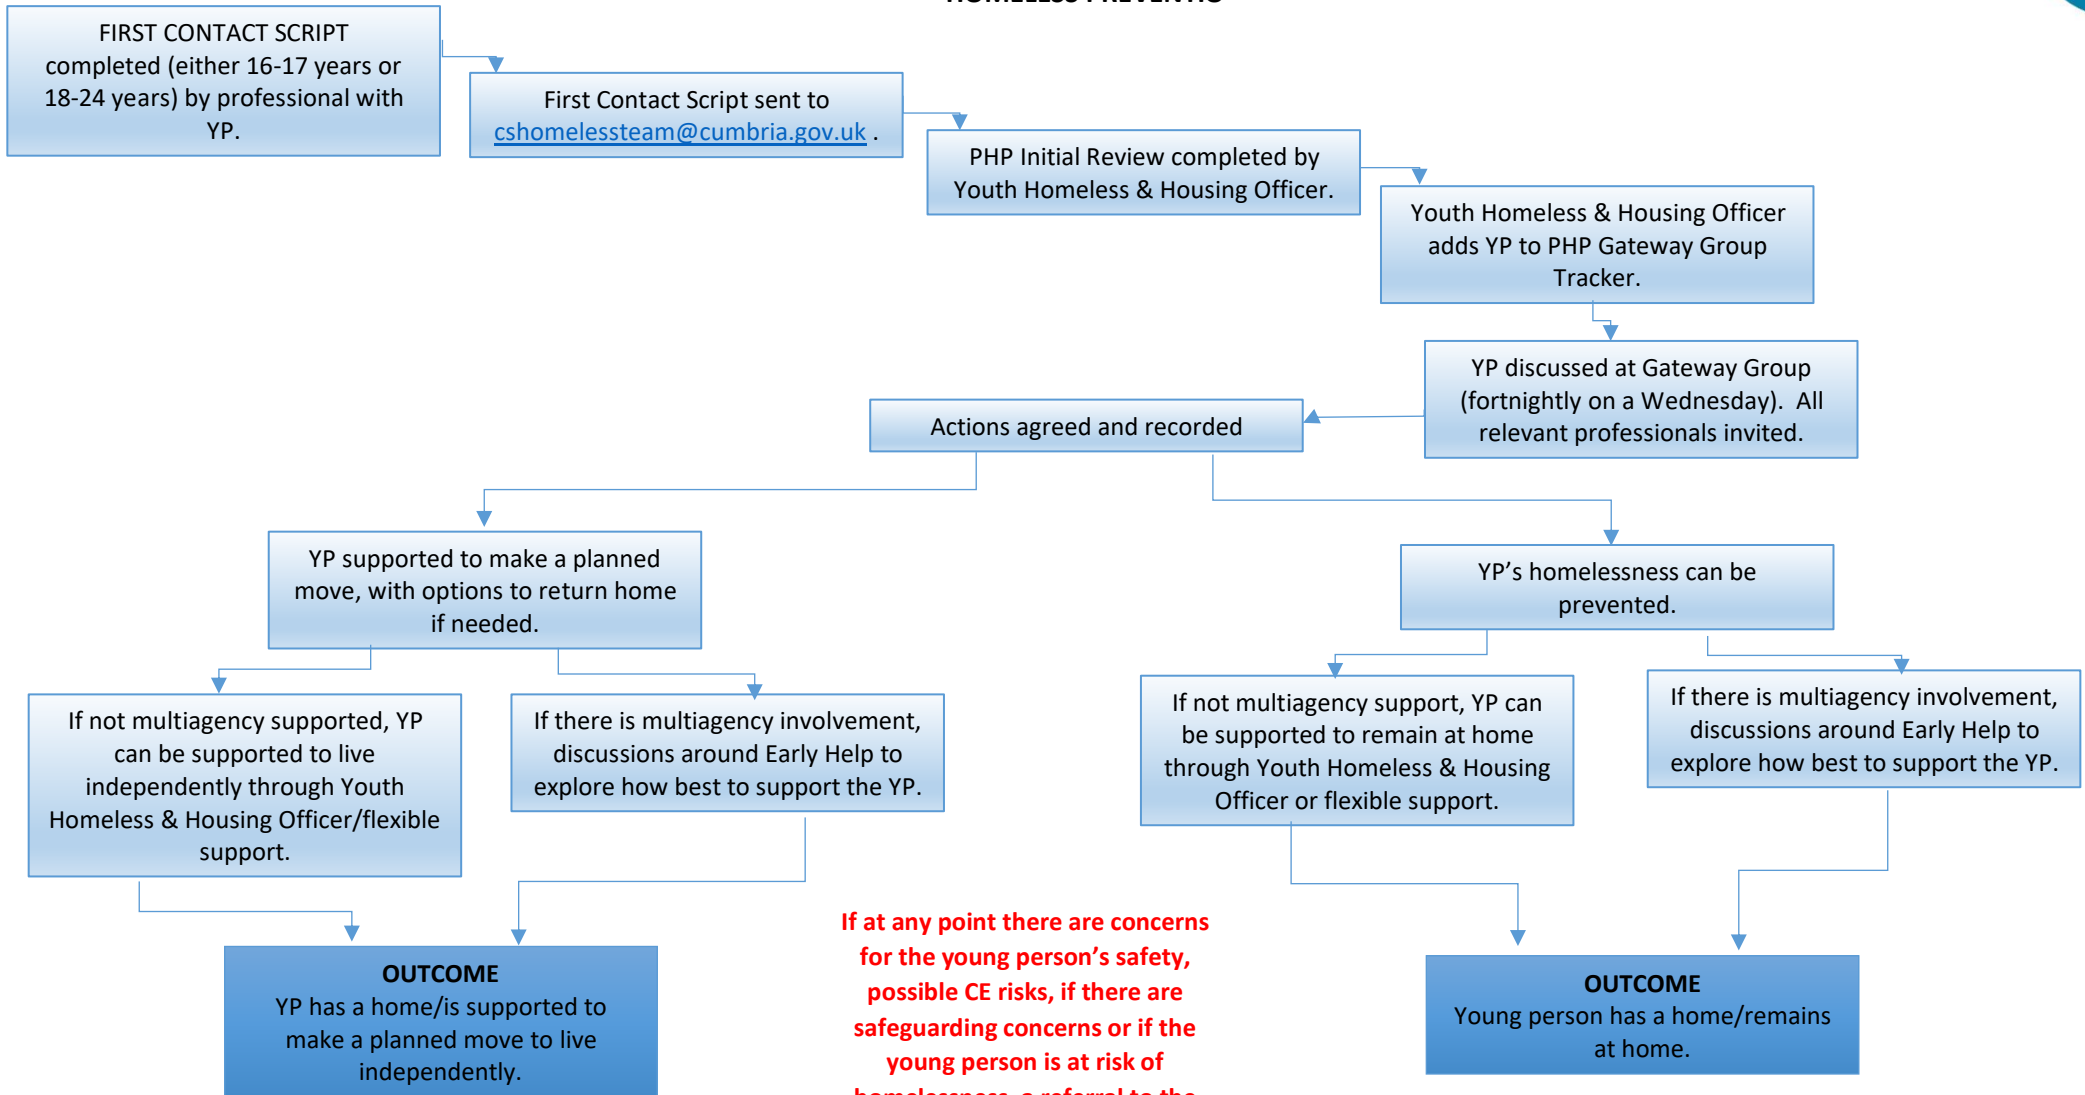 HOMELESS PREVENTIO
FIRST CONTACT SCRIPT
completed (either 16-17 years or
18-24 years) by professional with
YP.
First Contact Script sent to
cshomelessteam@cumbria.gov.uk .
PHP Initial Review completed by
Youth Homeless & Housing Officer.
Youth Homeless & Housing Officer
adds YP to PHP Gateway Group
Tracker.
YP discussed at Gateway Group
(fortnightly on a Wednesday).  All
relevant professionals invited.
Actions agreed and recorded
YP supported to make a planned
move, with options to return home
if needed.
YP’s homelessness can be
prevented.
If not multiagency supported, YP
can be supported to live
independently through Youth
Homeless & Housing Officer/flexible
support.
If there is multiagency involvement,
discussions around Early Help to
explore how best to support the YP.
If not multiagency support, YP can
be supported to remain at home
through Youth Homeless & Housing
Officer or flexible support.
If there is multiagency involvement,
discussions around Early Help to
explore how best to support the YP.
OUTCOME
YP has a home/is supported to
make a planned move to live
independently.
If at any point there are concerns
for the young person’s safety,
possible CE risks, if there are
safeguarding concerns or if the
young person is at risk of
homelessness, a referral to the
OUTCOME
Young person has a home/remains
at home.